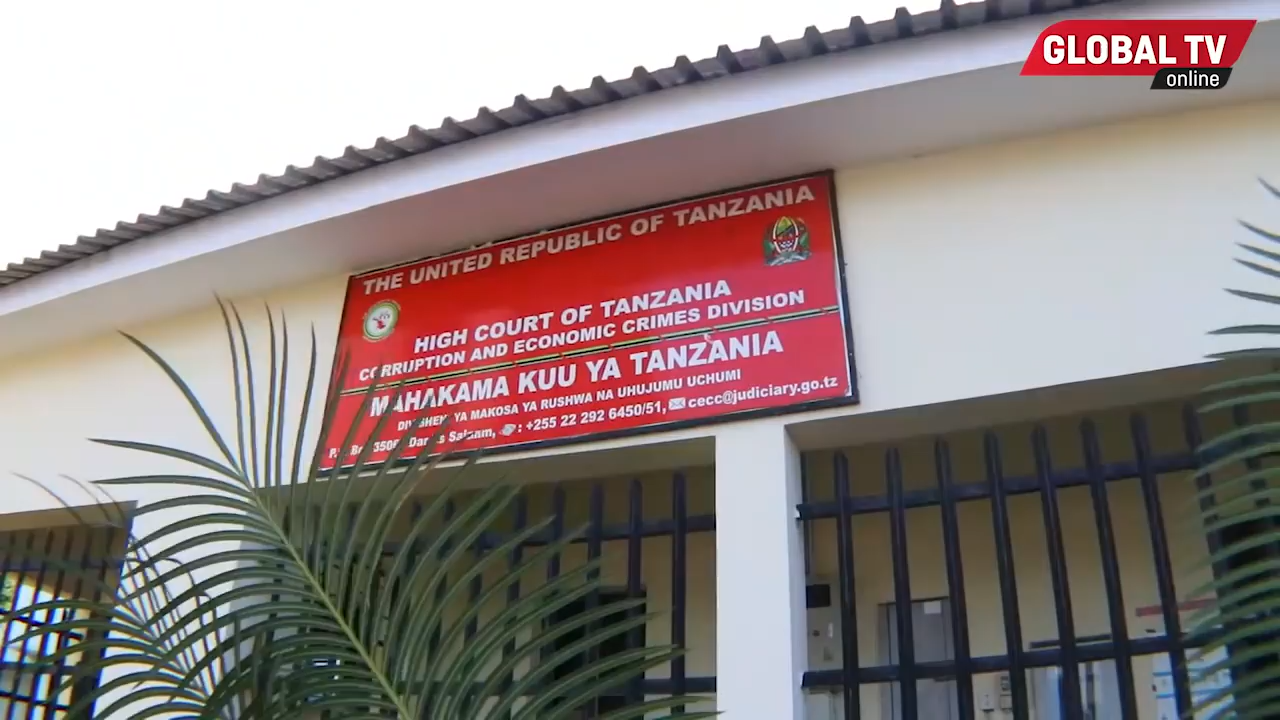 GLOBAL TV
online
THE UNITED REPUBLIC OF TANZANIA
HIGH COURT OF TANZANIA
CORRUPTION AND ECONOMIC CRIMES DIVISION
MAHAKAMA KUU YA TANZANIA
YA MAKOSA YA RUSHWA NA UHUJUMU UCHUMI
Salaam, : +255 22 292 6450/51, cecc@judiciary.go.tz